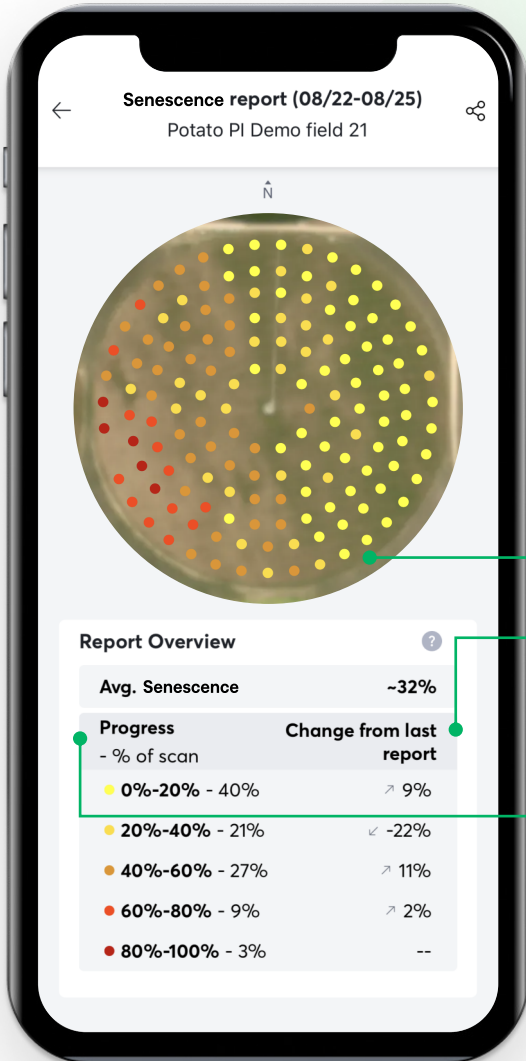 Senescence report (08/22-08/25)
Potato PI Demo field 21
N
Report Overview
?
Avg. Senescence ~32%
Progress Change from last
- % of scan report
0%-20% - 40% ↗ 9%
20%-40% - 21% ↙ -22%
40%-60% - 27% ↗ 11%
60%-80% - 9% ↗ 2%
80%-100% - 3% --